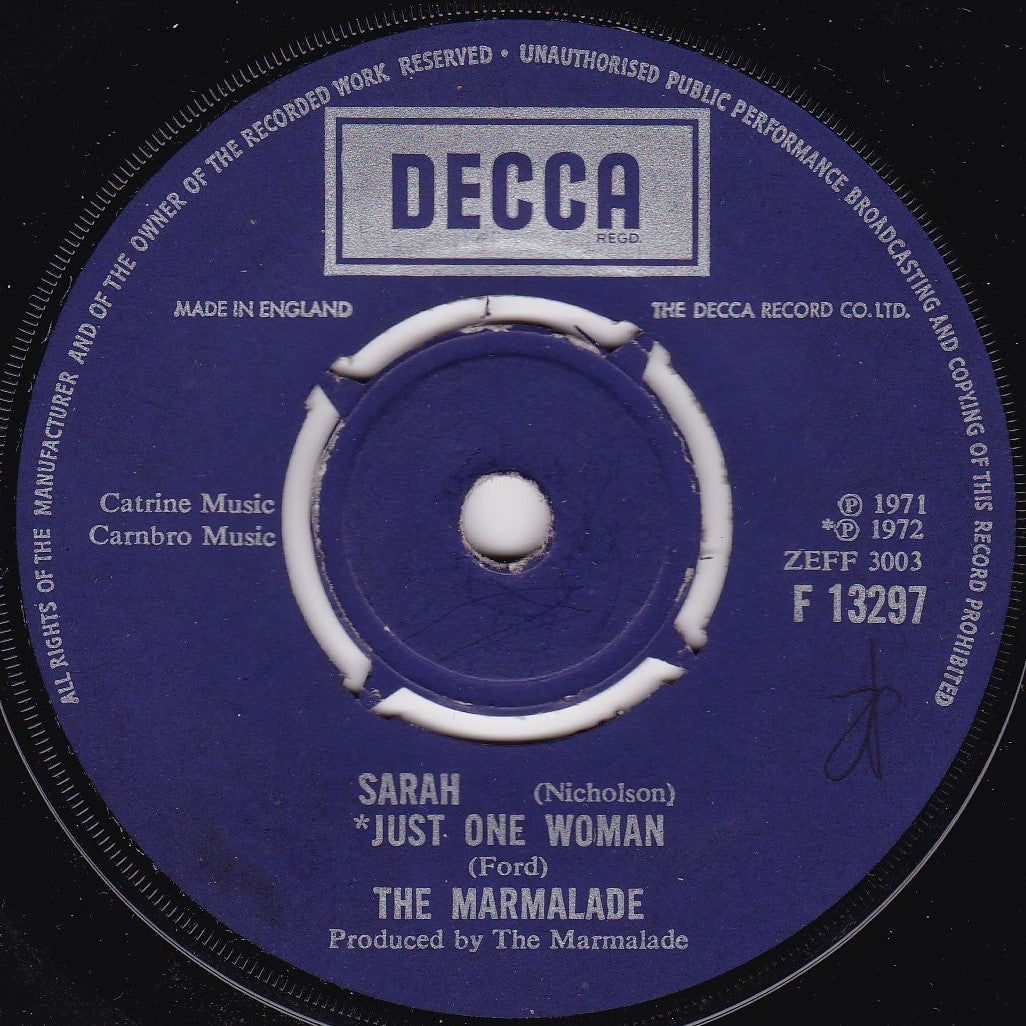 ALL RIGHTS OF THE MANUFACTURER AND OF THE OWNER OF THE RECORDED WORK RESERVED • UNAUTHORISED PUBLIC PERFORMANCE BROADCASTING AND COPYING OF THIS RECORD PROHIBITED
DECCA
REGD.
MADE IN ENGLAND
THE DECCA RECORD CO. LTD.
Catrine Music
Carnbro Music
℗ 1971
*℗ 1972
ZEFF 3003
F 13297
SARAH (Nicholson)
*JUST ONE WOMAN
(Ford)
THE MARMALADE
Produced by The Marmalade